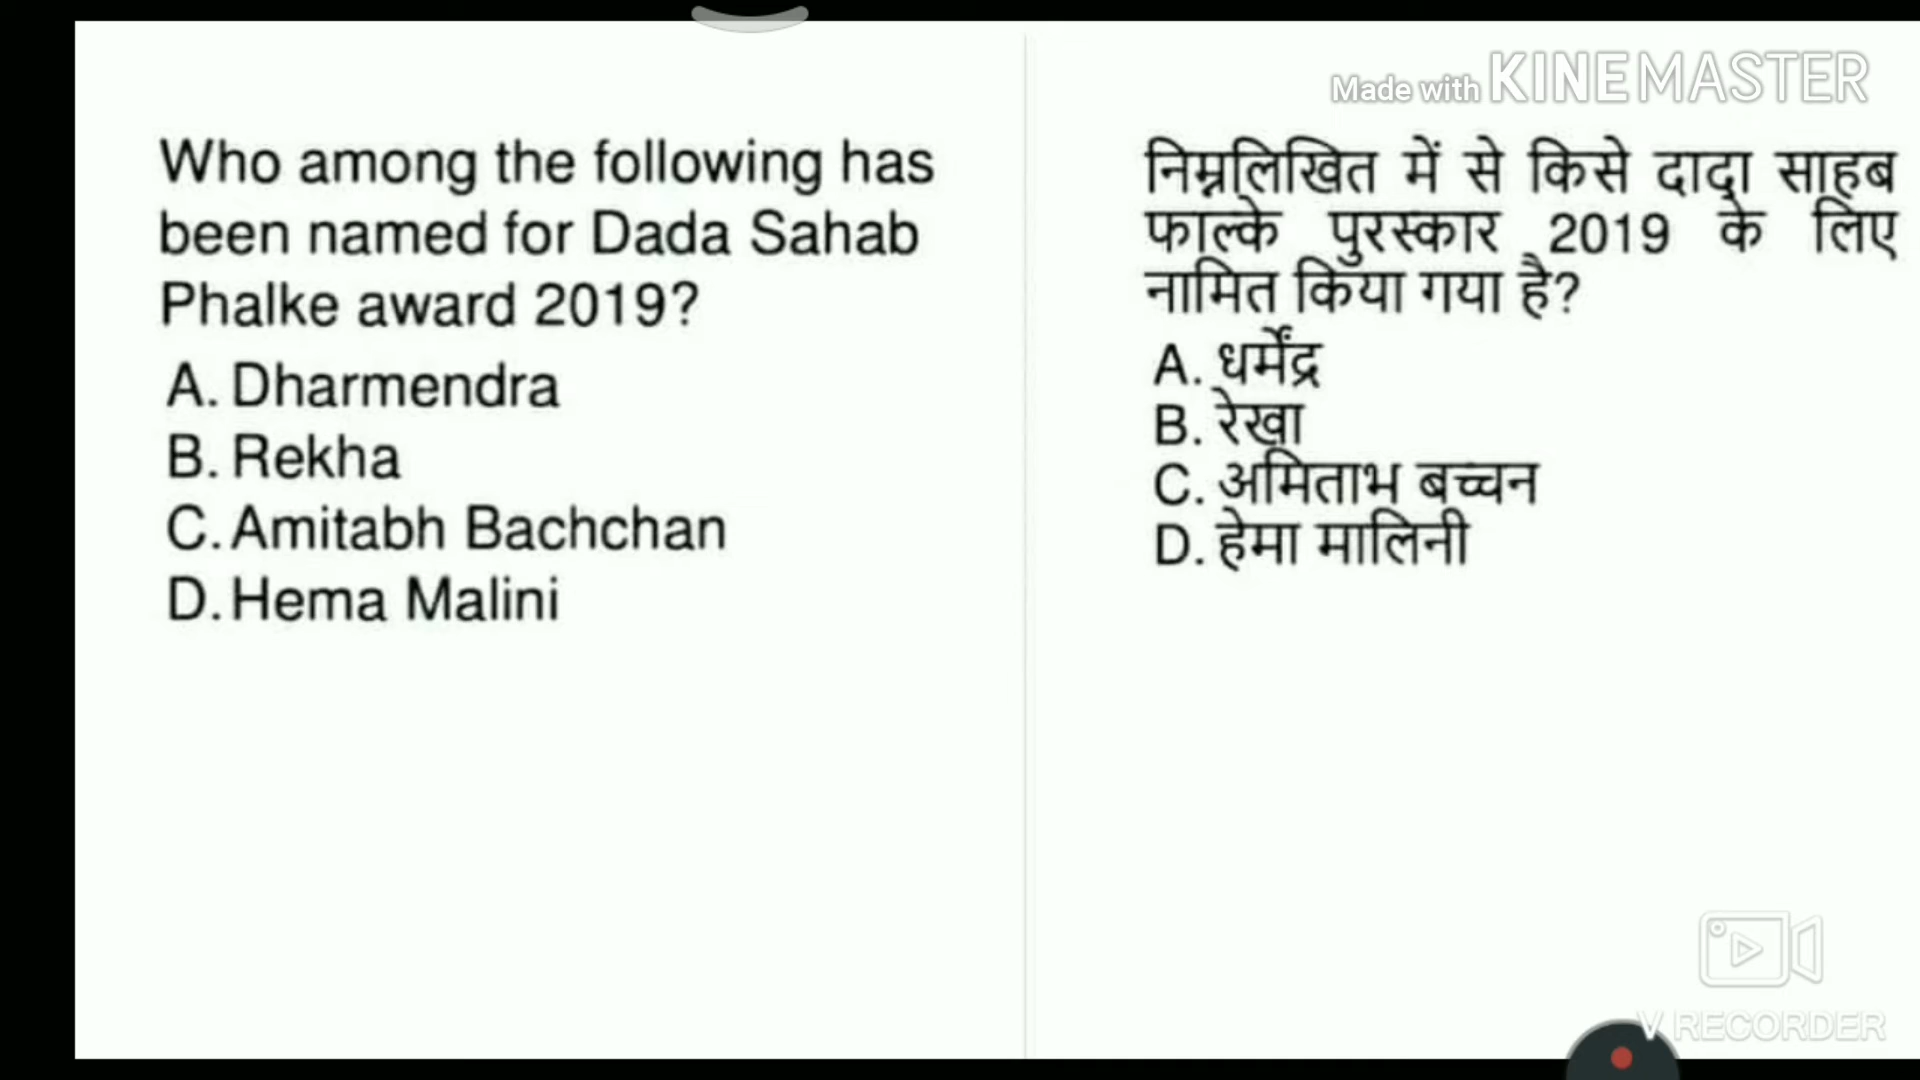 Made with KINEMASTER
Who among the following has
been named for Dada Sahab
Phalke award 2019?
A. Dharmendra
B. Rekha
C. Amitabh Bachchan
D. Hema Malini
निम्नलिखित में से किसे दादा साहब
फाल्के पुरस्कार 2019 के लिए
नामित किया गया है?
A. धर्मेंद्र
B. रेखा
C. अमिताभ बच्चन
D. हेमा मालिनी
V RECORDER